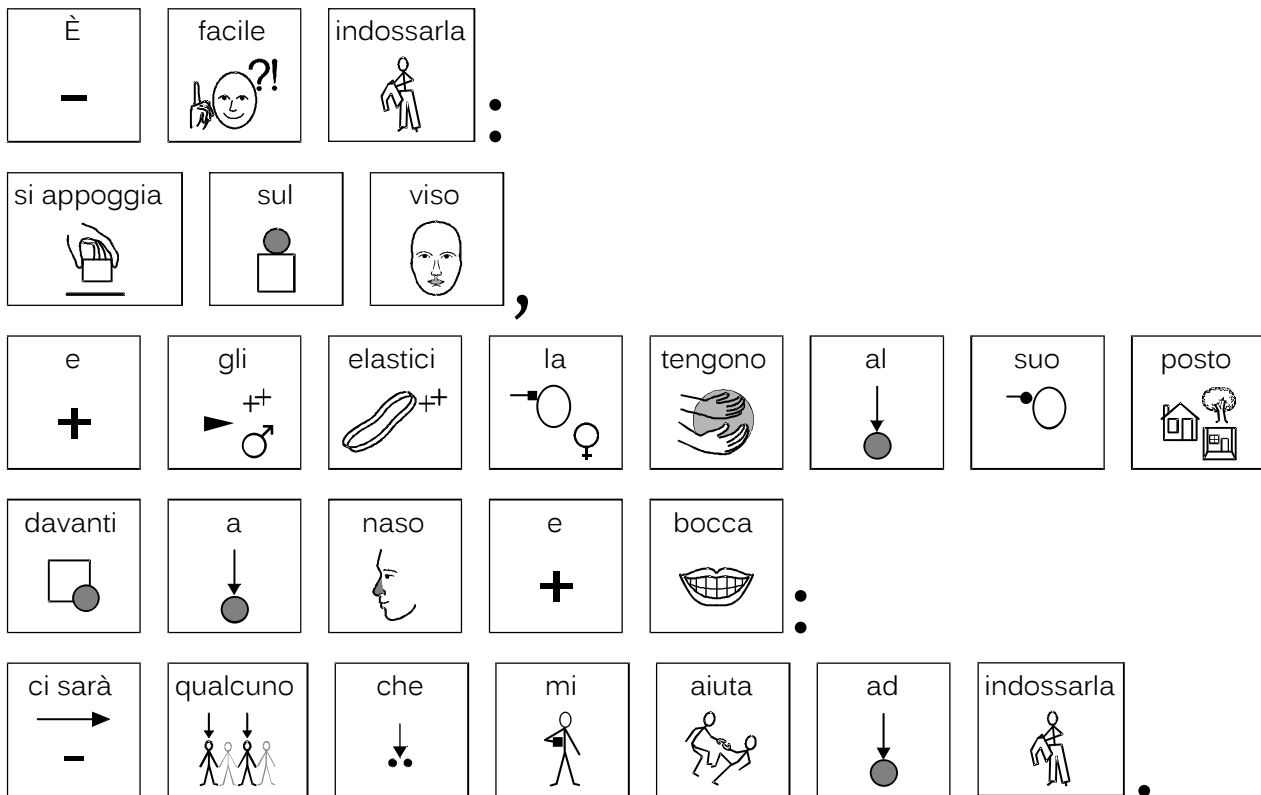 È facile indossarla :
si appoggia sul viso ,
e gli elastici la tengono al suo posto
davanti a naso e bocca :
ci sarà qualcuno che mi aiuta ad indossarla .